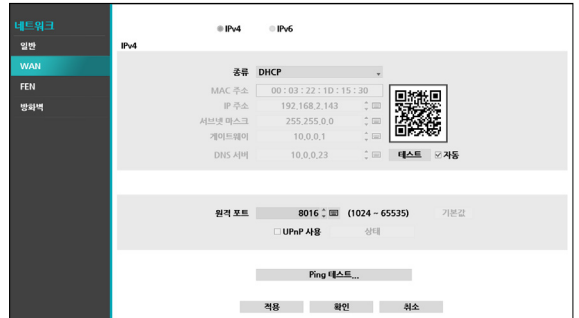 네트워크
일반
WAN
FEN
방화벽
IPv4 IPv6
IPv4
종류 DHCP
MAC 주소 00 : 03 : 22 : 1D : 15 : 30
IP 주소 192,168,2,143
서브넷 마스크 255,255,0,0
게이트웨이 10,0,0,1
DNS 서버 10,0,0,23 테스트 자동
원격 포트 8016 (1024 ~ 65535) 기본값
UPnP 사용 상태
Ping 테스트...
적용 확인 취소